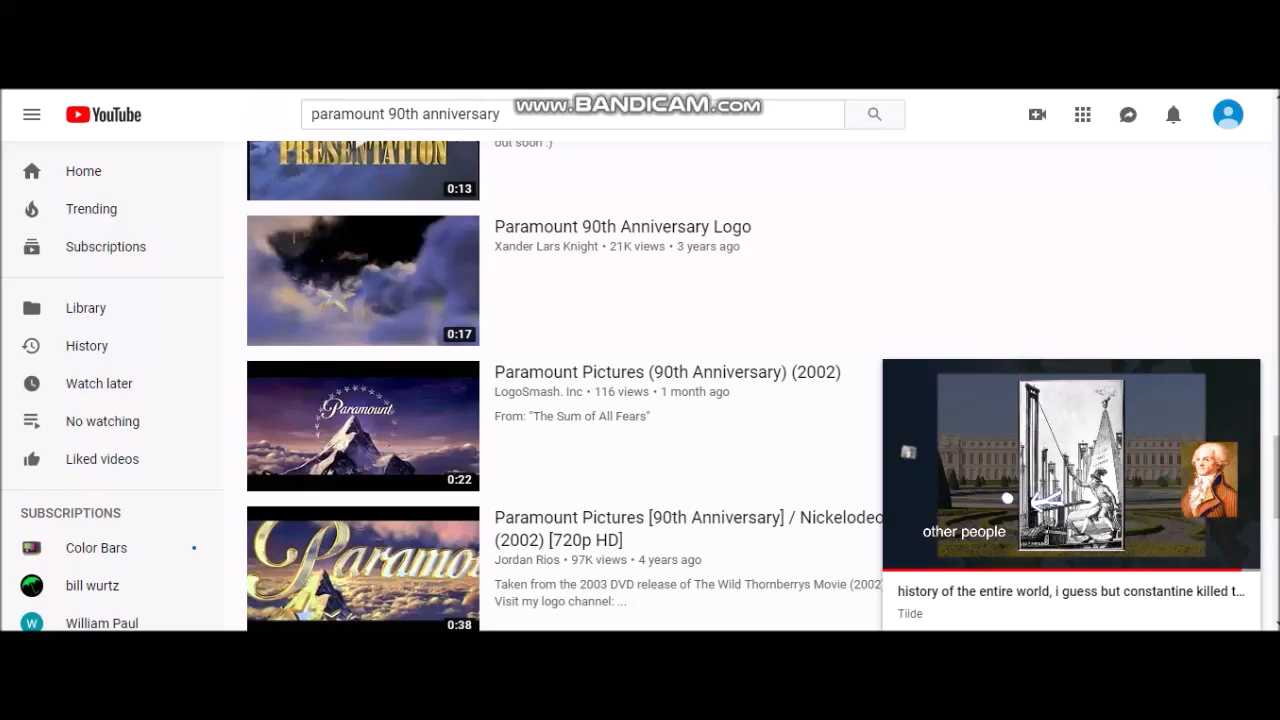 www.BANDICAM.com
YouTube
paramount 90th anniversary
Home
Trending
Subscriptions
Library
History
Watch later
No watching
Liked videos
SUBSCRIPTIONS
Color Bars
bill wurtz
W William Paul
PRESENTATION
0:13
out soon :)
0:17
Paramount 90th Anniversary Logo
Xander Lars Knight • 21K views • 3 years ago
Paramount
0:22
Paramount Pictures (90th Anniversary) (2002)
LogoSmash. Inc • 116 views • 1 month ago
From: "The Sum of All Fears"
Paramou
0:38
Paramount Pictures [90th Anniversary] / Nickelodeo
(2002) [720p HD]
Jordan Rios • 97K views • 4 years ago
Taken from the 2003 DVD release of The Wild Thornberrys Movie (2002
Visit my logo channel: ...
other people
history of the entire world, i guess but constantine killed t...
Tilde